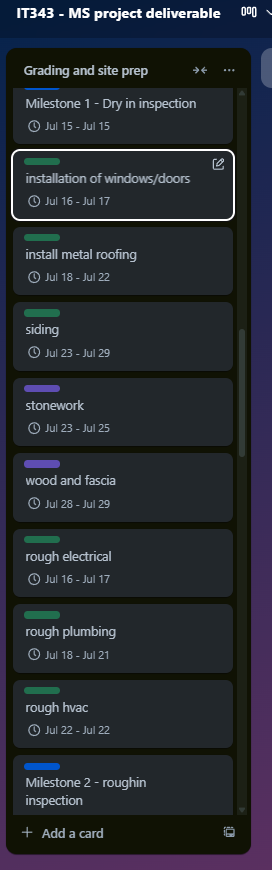 IT343 - MS project deliverable
Grading and site prep
Milestone 1 - Dry in inspection
Jul 15 - Jul 15
installation of windows/doors
Jul 16 - Jul 17
install metal roofing
Jul 18 - Jul 22
siding
Jul 23 - Jul 29
stonework
Jul 23 - Jul 25
wood and fascia
Jul 28 - Jul 29
rough electrical
Jul 16 - Jul 17
rough plumbing
Jul 18 - Jul 21
rough hvac
Jul 22 - Jul 22
Milestone 2 - roughin
inspection
Add a card